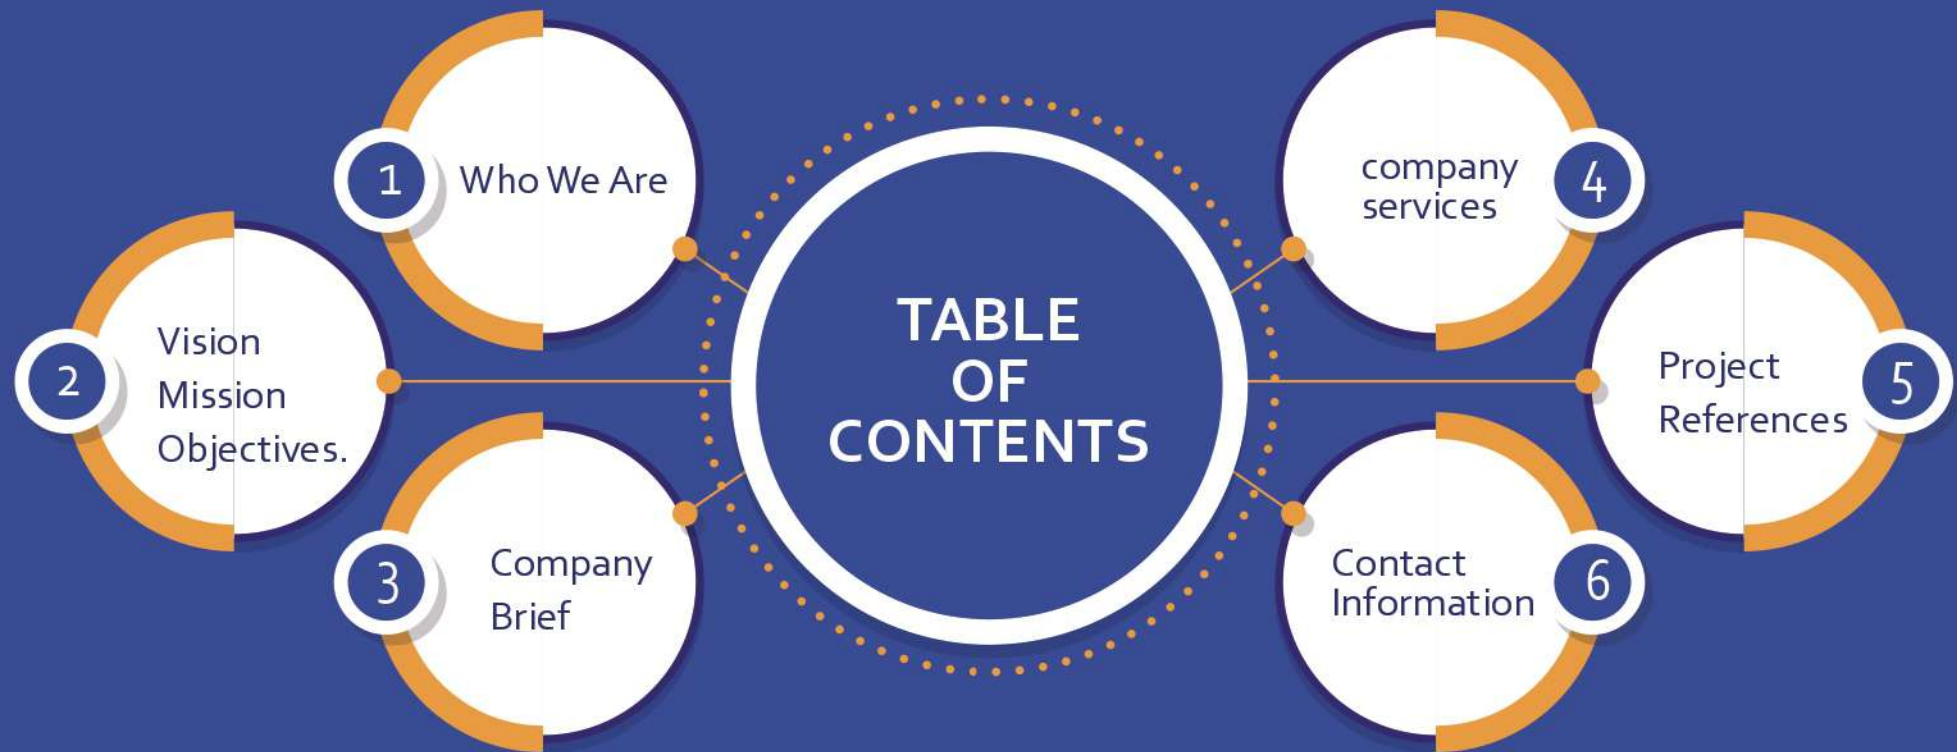 TABLE
OF
CONTENTS
1
Who We Are
2
Vision
Mission
Objectives.
3
Company
Brief
4
company
services
5
Project
References
6
Contact
Information